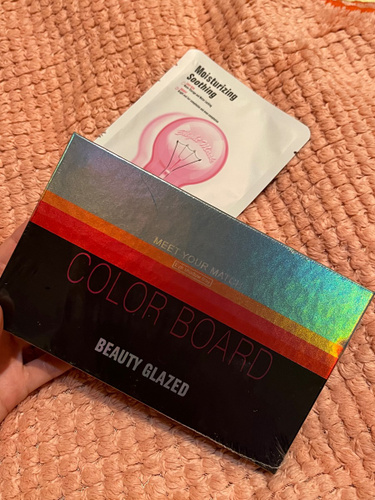 Moisturizing
Soothing
MEET YOUR MATCH
COLOR BOARD
BEAUTY GLAZED